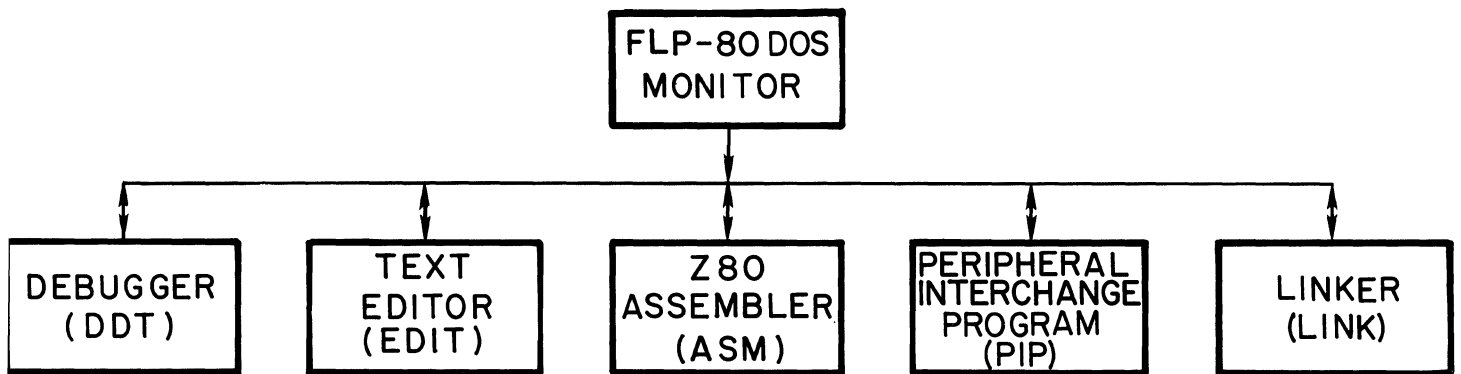 FLP-80 DOS
MONITOR
DEBUGGER
(DDT)
TEXT
EDITOR
(EDIT)
Z80
ASSEMBLER
(ASM)
PERIPHERAL
INTERCHANGE
PROGRAM
(PIP)
LINKER
(LINK)